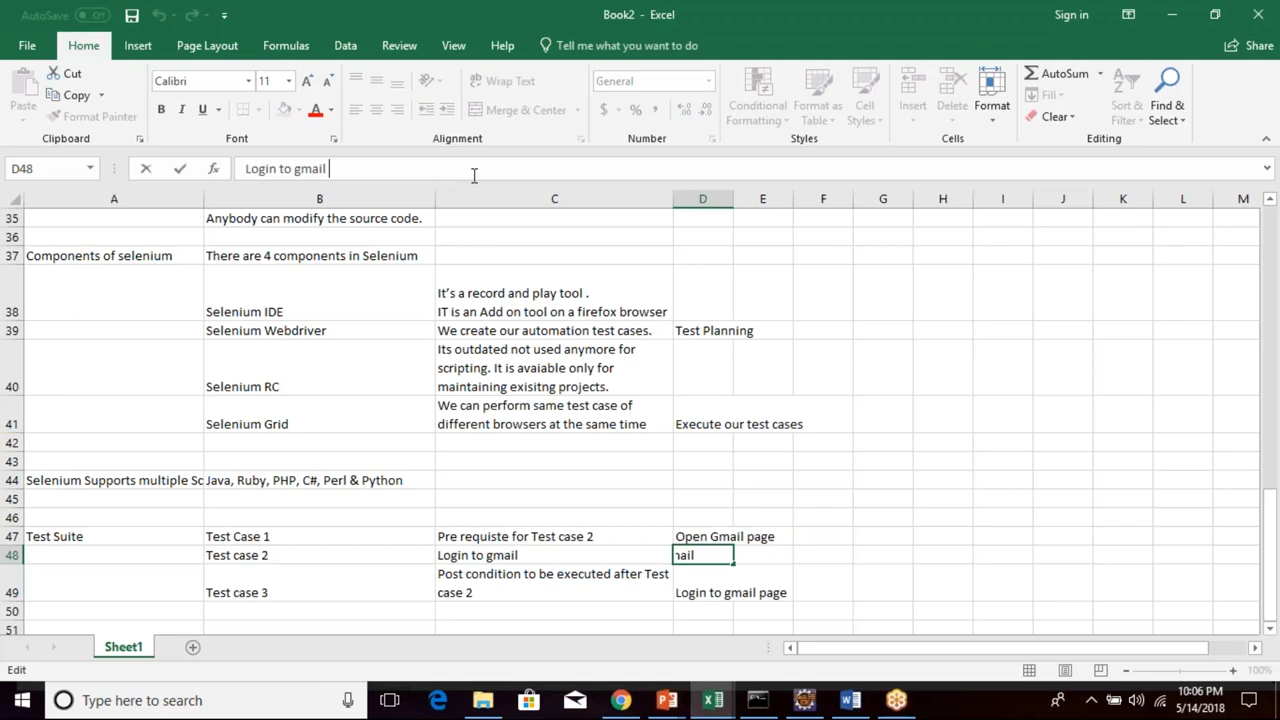 AutoSave Off
Book2 - Excel
Sign in
File Home Insert Page Layout Formulas Data Review View Help Tell me what you want to do Share
Paste
Cut
Copy
Format Painter
Clipboard
Calibri 11
B I U
Font
Wrap Text
Merge & Center
Alignment
General
$ % ,
Number
Conditional
Formatting
Format as
Table
Cell
Styles
Styles
Insert Delete Format
Cells
AutoSum
Fill
Clear
Sort &
Filter
Find &
Select
Editing
D48
fx
Login to gmail
A B C D E F G H I J K L M
35 Anybody can modify the source code.
36
37 Components of selenium There are 4 components in Selenium
It's a record and play tool .
38 Selenium IDE IT is an Add on tool on a firefox browser
39 Selenium Webdriver We create our automation test cases. Test Planning
Its outdated not used anymore for
scripting. It is avaiable only for
40 Selenium RC maintaining exisitng projects.
We can perform same test case of
41 Selenium Grid different browsers at the same time Execute our test cases
42
43
44 Selenium Supports multiple Sc Java, Ruby, PHP, C#, Perl & Python
45
46
47 Test Suite Test Case 1 Pre requiste for Test case 2 Open Gmail page
48 Test case 2 Login to gmail nail
Post condition to be executed after Test
49 Test case 3 case 2 Login to gmail page
50
51
Sheet1
Edit
100%
Type here to search
10:06 PM
5/14/2018